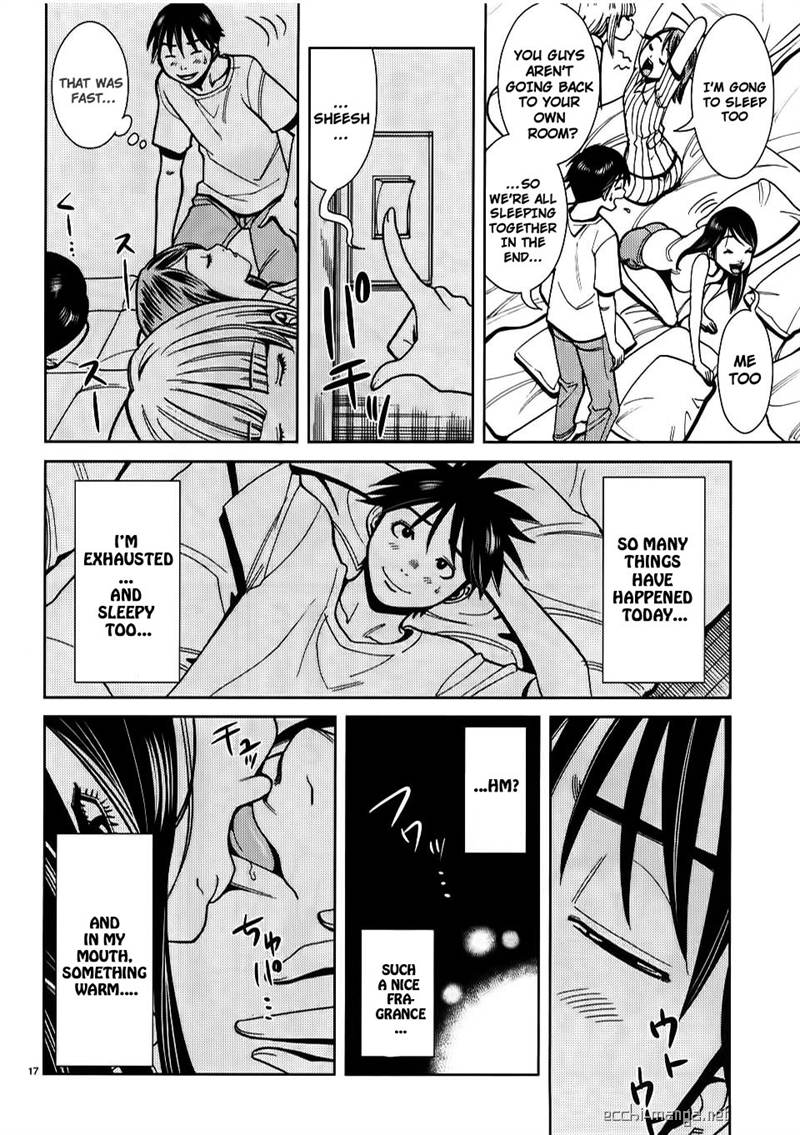 I'M GONG
TO SLEEP
TOO
YOU GUYS
AREN'T
GOING BACK
TO YOUR
OWN
ROOM?
...SO
WE'RE ALL
SLEEPING
TOGETHER
IN THE
END...
ME
TOO
...
SHEESH
...
パチッ
THAT WAS
FAST...
スー
く
SO MANY
THINGS
HAVE
HAPPENED
TODAY...
I'M
EXHAUSTED
...
AND
SLEEPY
TOO...
ウトウト
...HM?
フワッ
SUCH
A NICE
FRA-
GRANCE
...
チュッ
ちゅぱ
AND
IN MY
MOUTH,
SOMETHING
WARM....
17
ecchi-manga.net